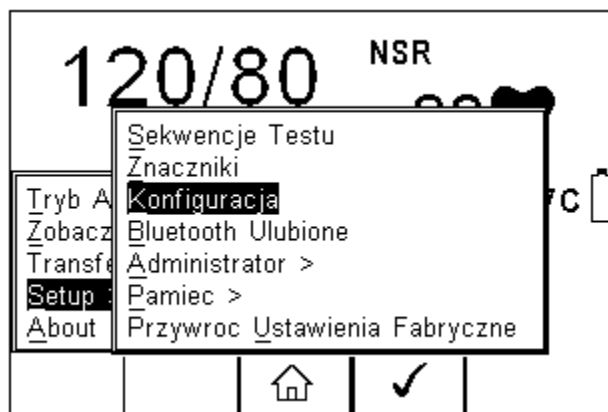 120/80
NSR
Sekwencje Testu
Znaczniki
Konfiguracja
Bluetooth Ulubione
Administrator >
Pamiec >
Przywroc Ustawienia Fabryczne
Tryb A
Zobacz
Transfe
Setup
About
C